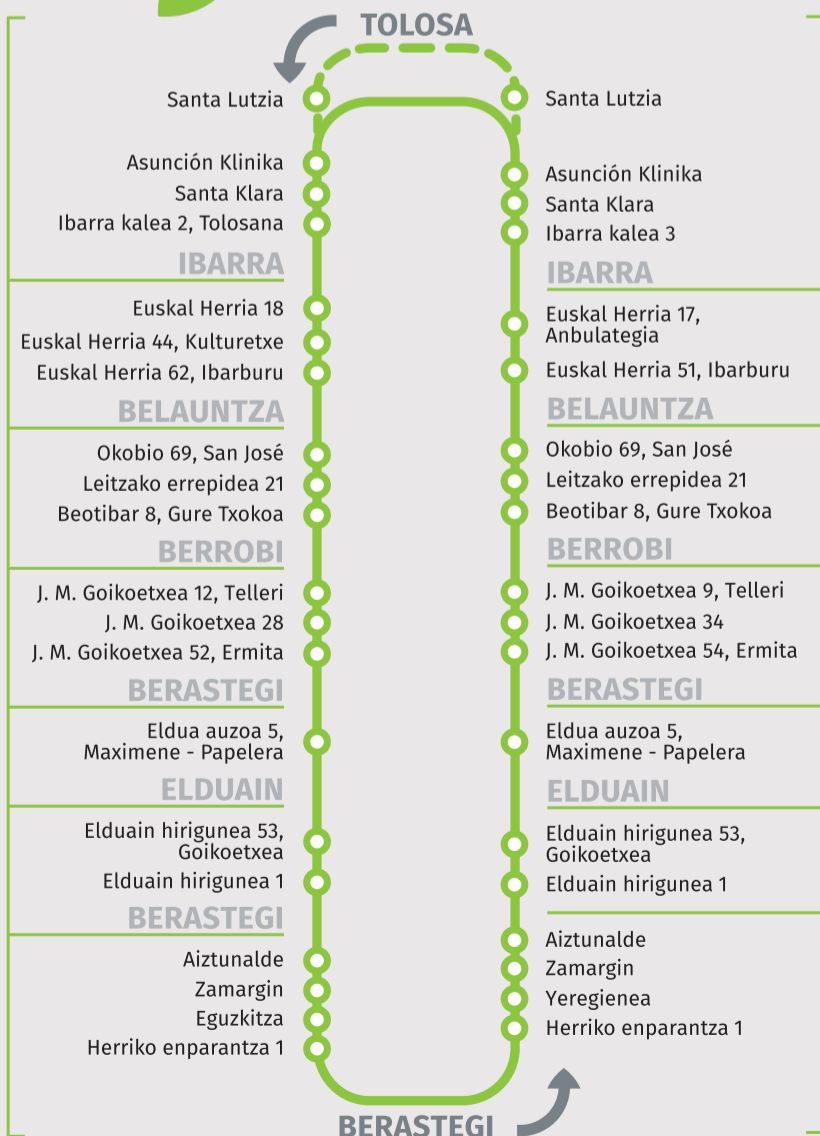 TOLOSA
Santa Lutzia
Asunción Klinika
Santa Klara
Ibarra kalea 2, Tolosana
IBARRA
Euskal Herria 18
Euskal Herria 44, Kulturetxe
Euskal Herria 62, Ibarburu
BELAUNTZA
Okobio 69, San José
Leitzako errepidea 21
Beotibar 8, Gure Txokoa
BERROBI
J. M. Goikoetxea 12, Telleri
J. M. Goikoetxea 28
J. M. Goikoetxea 52, Ermita
BERASTEGI
Eldua auzoa 5,
Maximene - Papelera
ELDUAIN
Elduain hirigunea 53,
Goikoetxea
Elduain hirigunea 1
BERASTEGI
Aiztunalde
Zamargin
Eguzkitza
Herriko enparantza 1
Santa Lutzia
Asunción Klinika
Santa Klara
Ibarra kalea 3
IBARRA
Euskal Herria 17,
Anbulategia
Euskal Herria 51, Ibarburu
BELAUNTZA
Okobio 69, San José
Leitzako errepidea 21
Beotibar 8, Gure Txokoa
BERROBI
J. M. Goikoetxea 9, Telleri
J. M. Goikoetxea 34
J. M. Goikoetxea 54, Ermita
BERASTEGI
Eldua auzoa 5,
Maximene - Papelera
ELDUAIN
Elduain hirigunea 53,
Goikoetxea
Elduain hirigunea 1
Aiztunalde
Zamargin
Yeregienea
Herriko enparantza 1
BERASTEGI